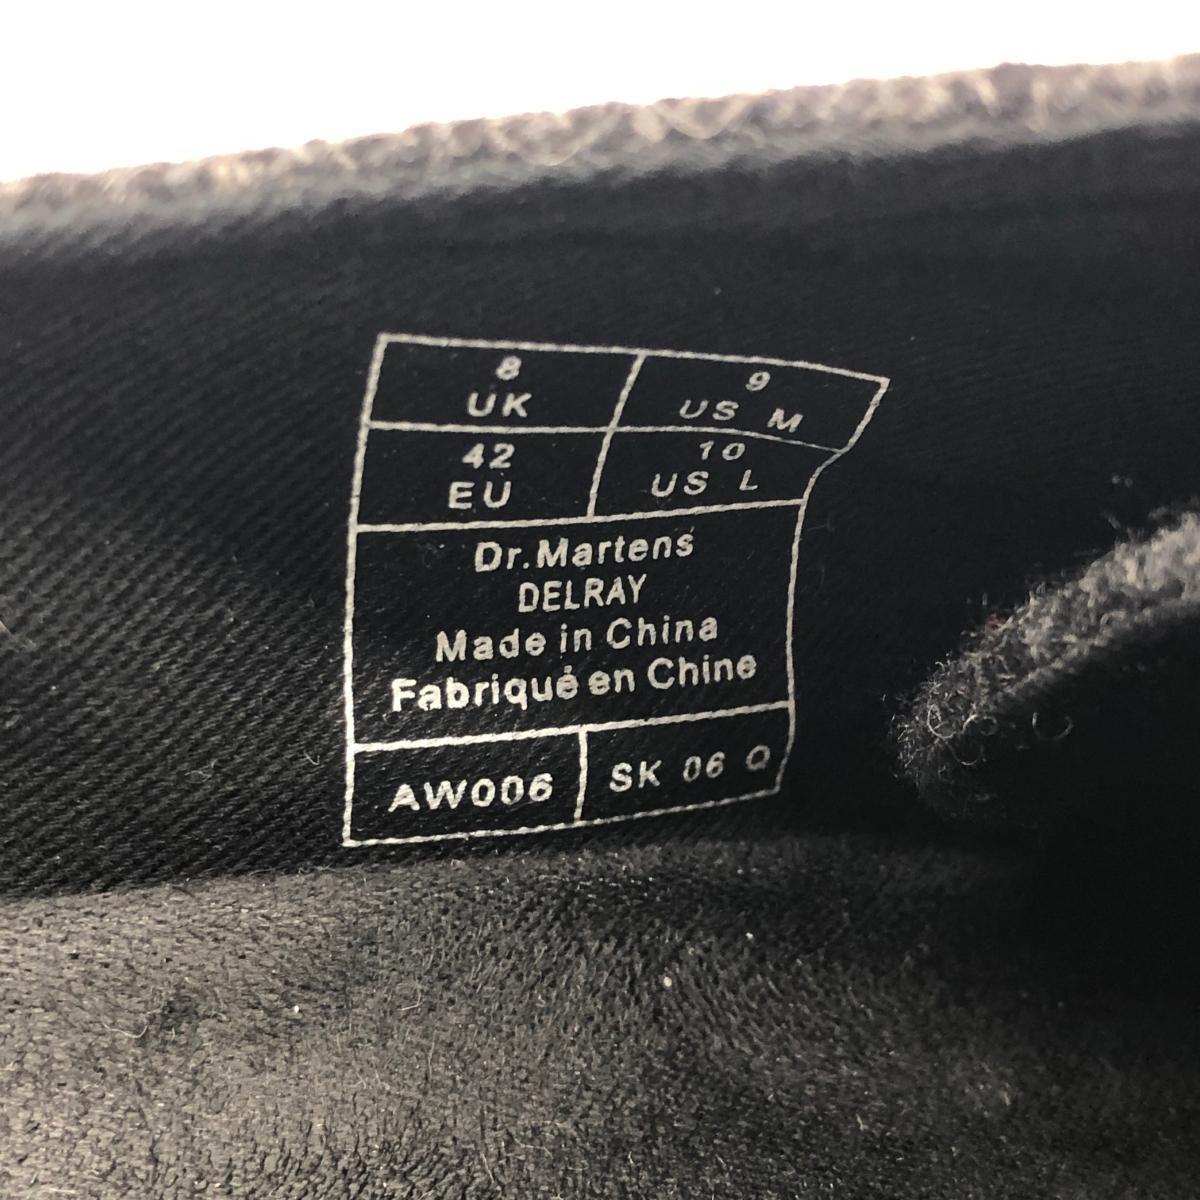 8
UK
9
US M
42
EU
10
US L
Dr.Martens
DELRAY
Made in China
Fabriqué en Chine
AW006
SK 06 Q